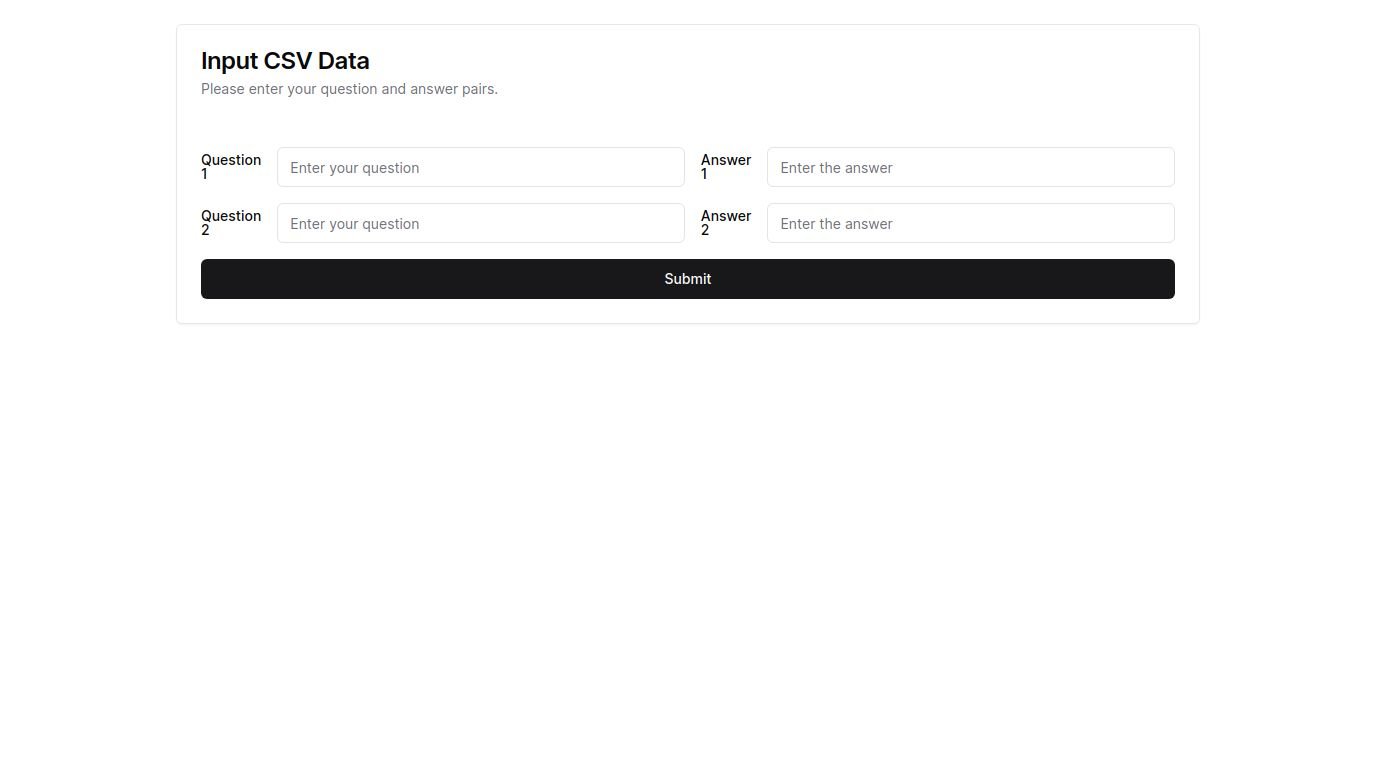 Input CSV Data
Please enter your question and answer pairs.
Question
1
Enter your question
Answer
1
Enter the answer
Question
2
Enter your question
Answer
2
Enter the answer
Submit